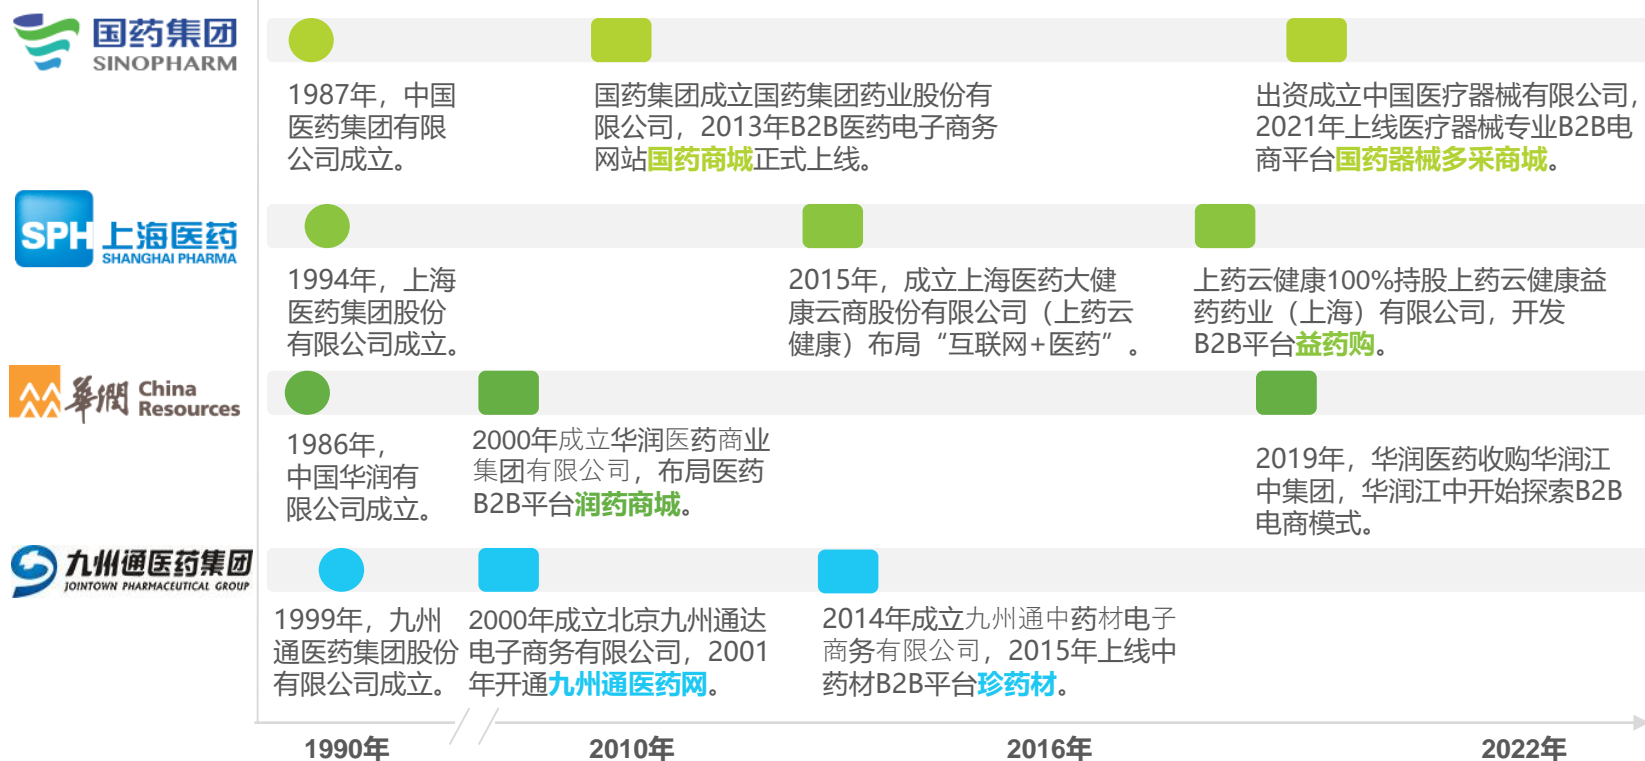 国药集团
SINOPHARM
1987年，中国
医药集团有限
公司成立。
国药集团成立国药集团药业股份有
限公司，2013年B2B医药电子商务
网站国药商城正式上线。
出资成立中国医疗器械有限公司，
2021年上线医疗器械专业B2B电
商平台国药器械多采商城。
SPH 上海医药
SHANGHAI PHARMA
1994年，上海
医药集团股份
有限公司成立。
2015年，成立上海医药大健
康云商股份有限公司（上药云
健康）布局“互联网+医药”。
上药云健康100%持股上药云健康益
药药业（上海）有限公司，开发
B2B平台益药购。
華潤 China
Resources
1986年，
中国华润有
限公司成立。
2000年成立华润医药商业
集团有限公司，布局医药
B2B平台润药商城。
2019年，华润医药收购华润江
中集团，华润江中开始探索B2B
电商模式。
九州通医药集团
JOINTOWN PHARMACEUTICAL GROUP
1999年，九州
通医药集团股份
有限公司成立。
2000年成立北京九州通达
电子商务有限公司，2001
年开通九州通医药网。
2014年成立九州通中药材电子
商务有限公司，2015年上线中
药材B2B平台珍药材。
1990年
2010年
2016年
2022年